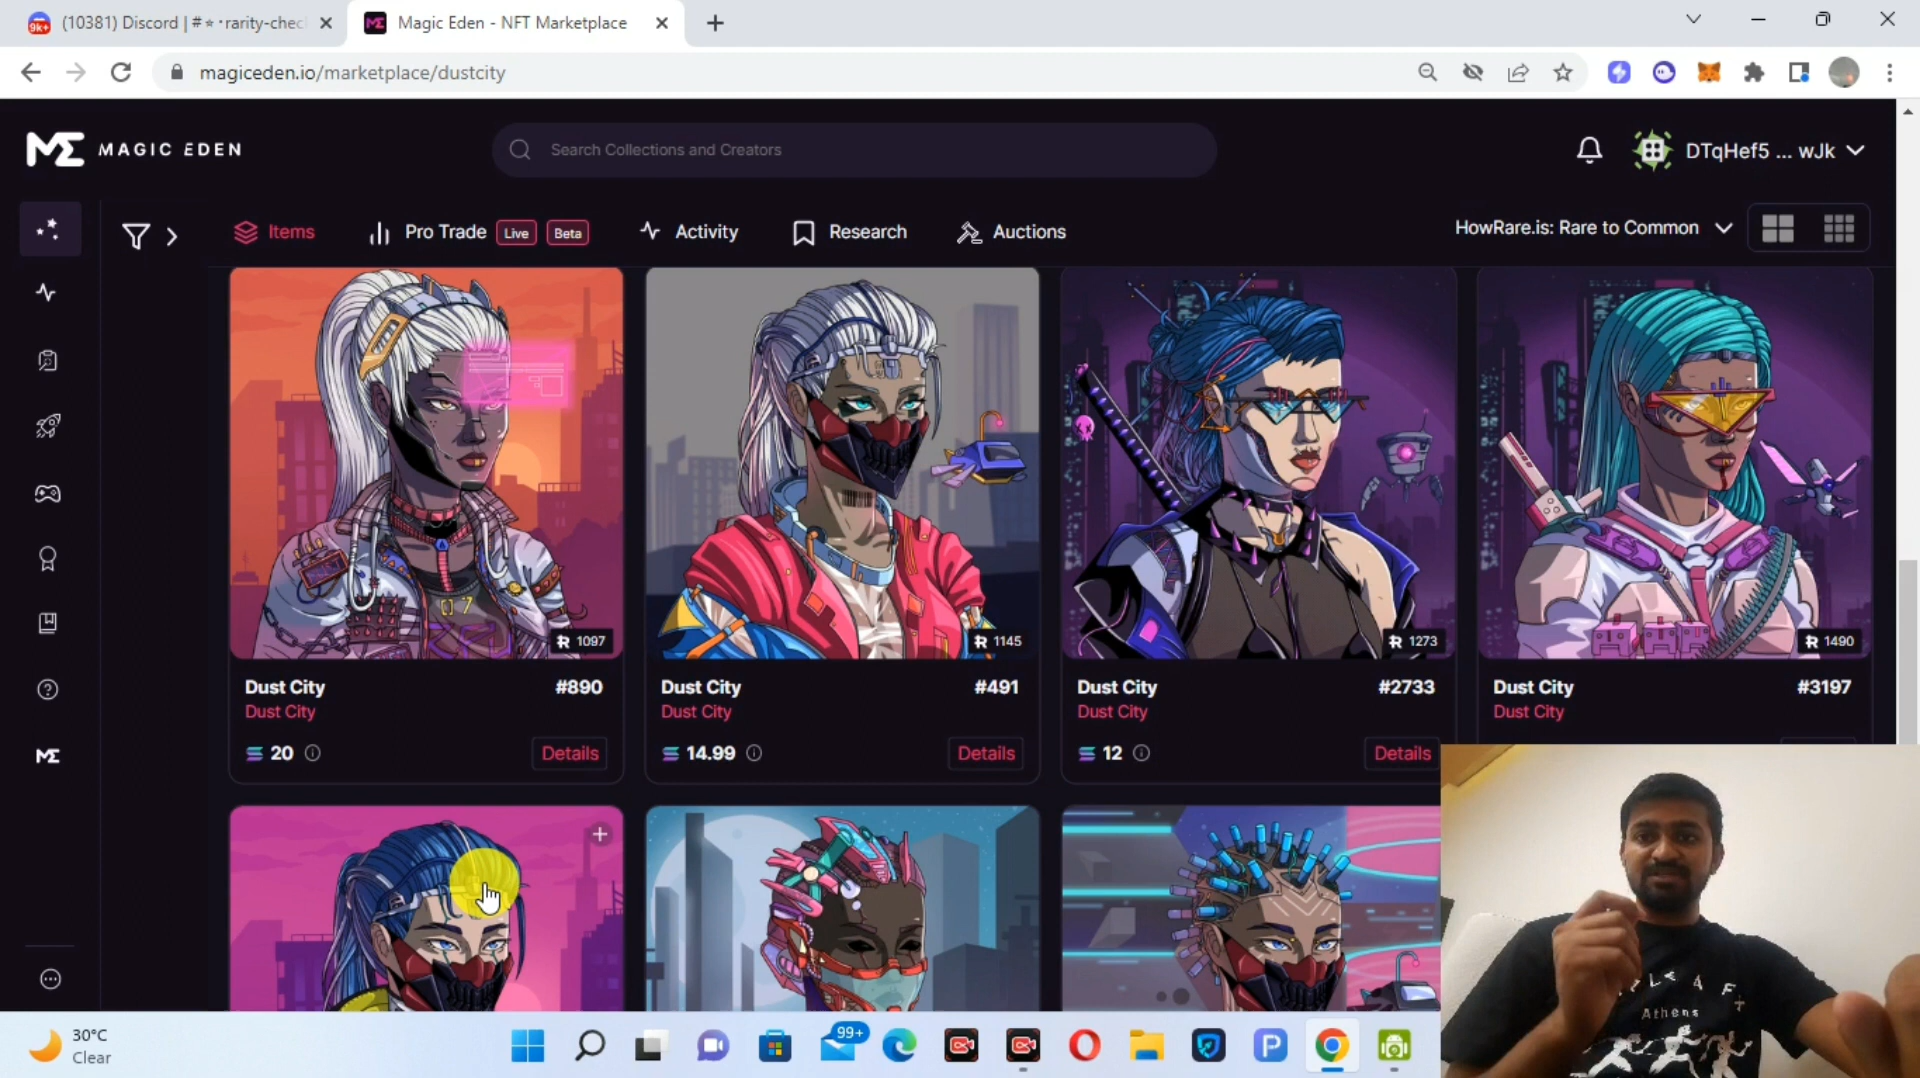 (10381) Discord | # ⭐・rarity-chec
Magic Eden - NFT Marketplace
magiceden.io/marketplace/dustcity
MAGIC EDEN
Search Collections and Creators
DTqHef5 ... wJk
Items
Pro Trade Live Beta
Activity
Research
Auctions
HowRare.is: Rare to Common
07
1097
1145
1273
1490
Dust City #890
Dust City
20 Details
Dust City #491
Dust City
14.99 Details
Dust City #2733
Dust City
12 Details
Dust City #3197
Dust City
ME
30°C
Clear
99+
Athens